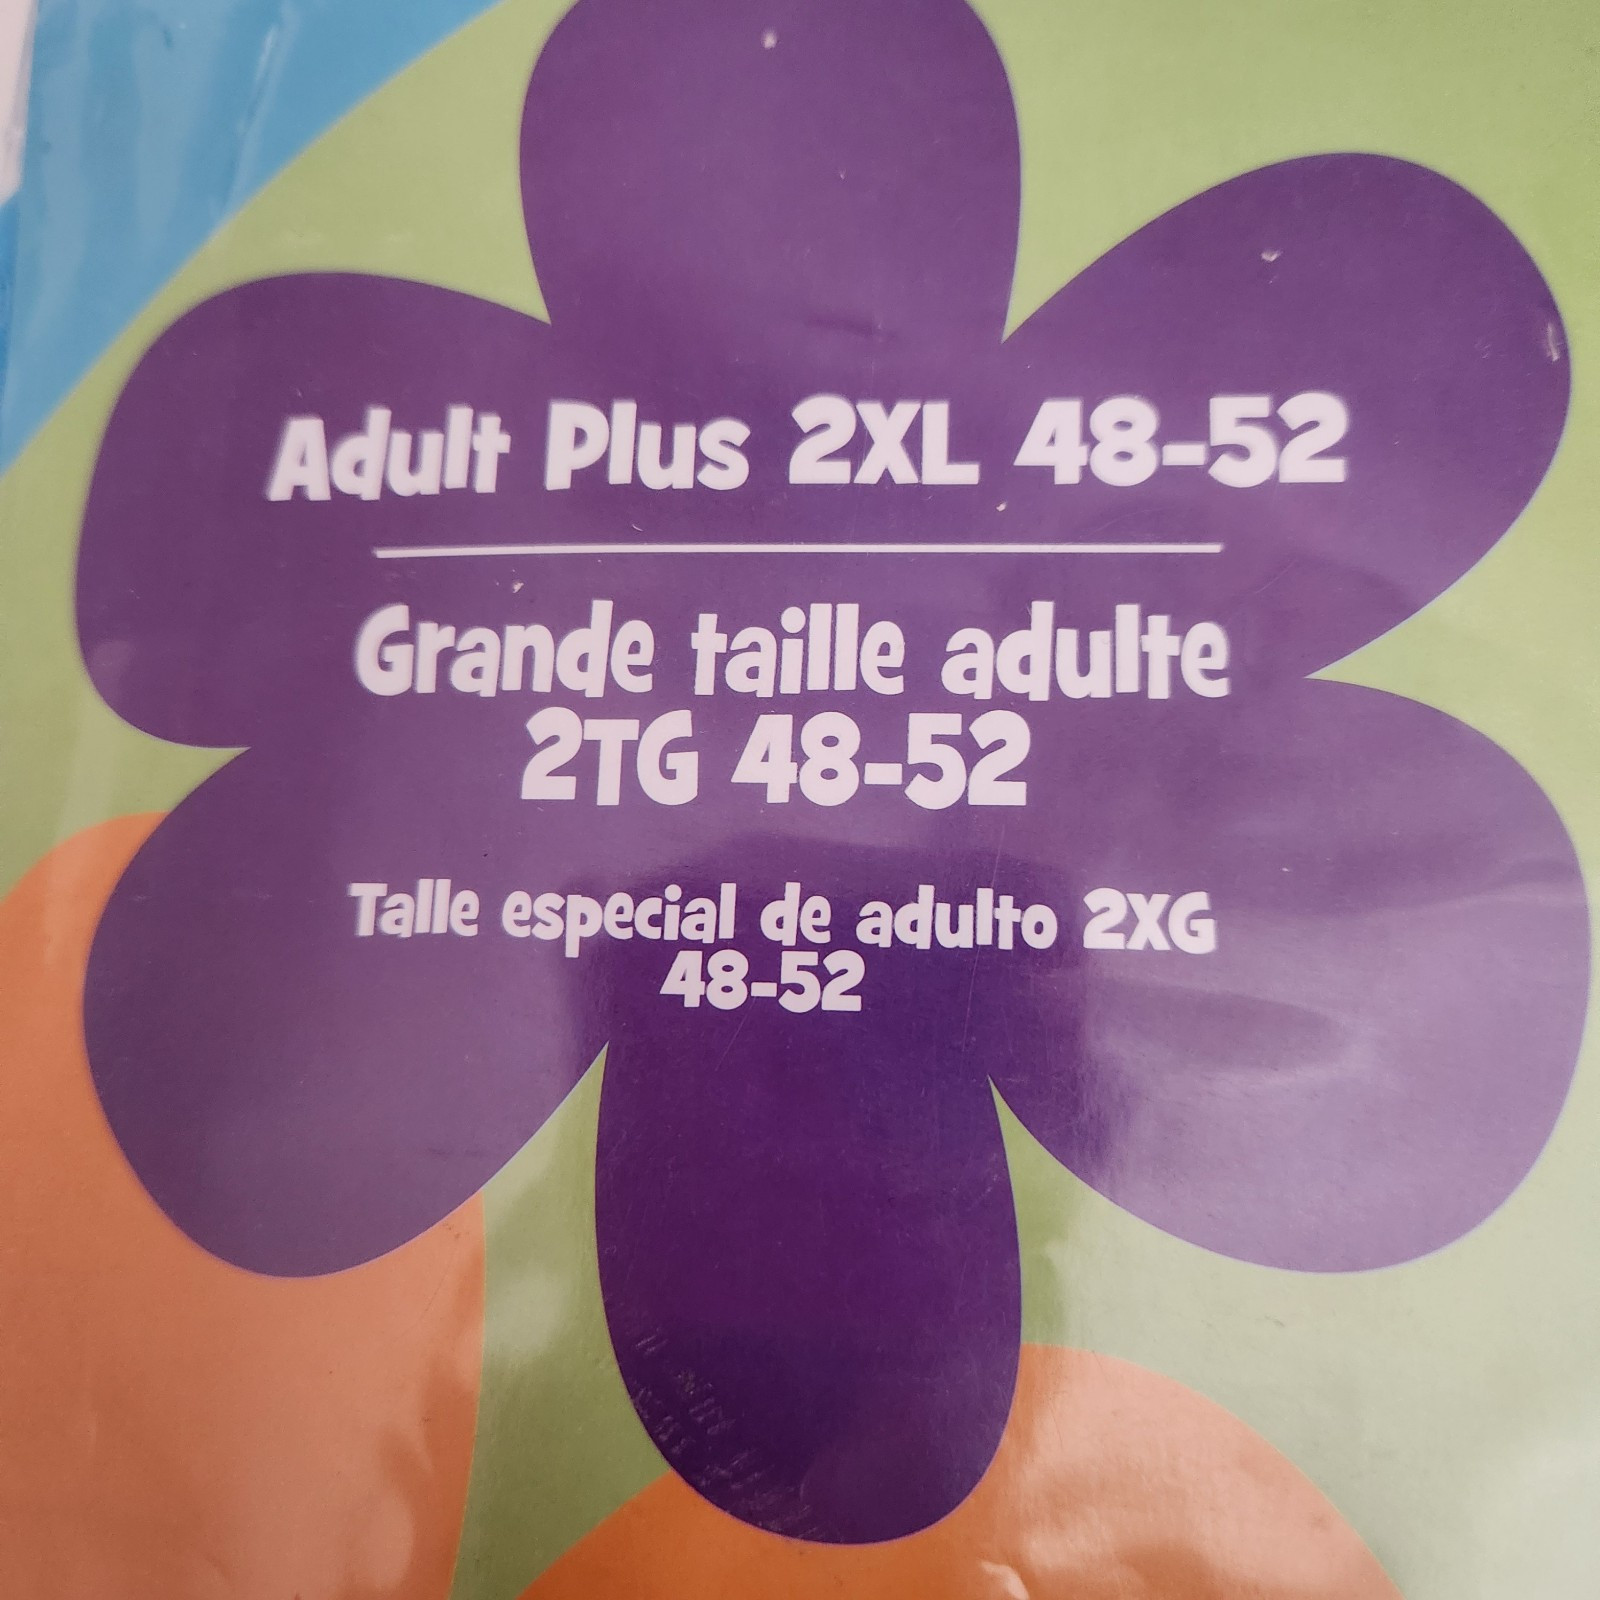 Adult Plus 2XL 48-52
Grande taille adulte
2TG 48-52
Talle especial de adulto 2XG
48-52